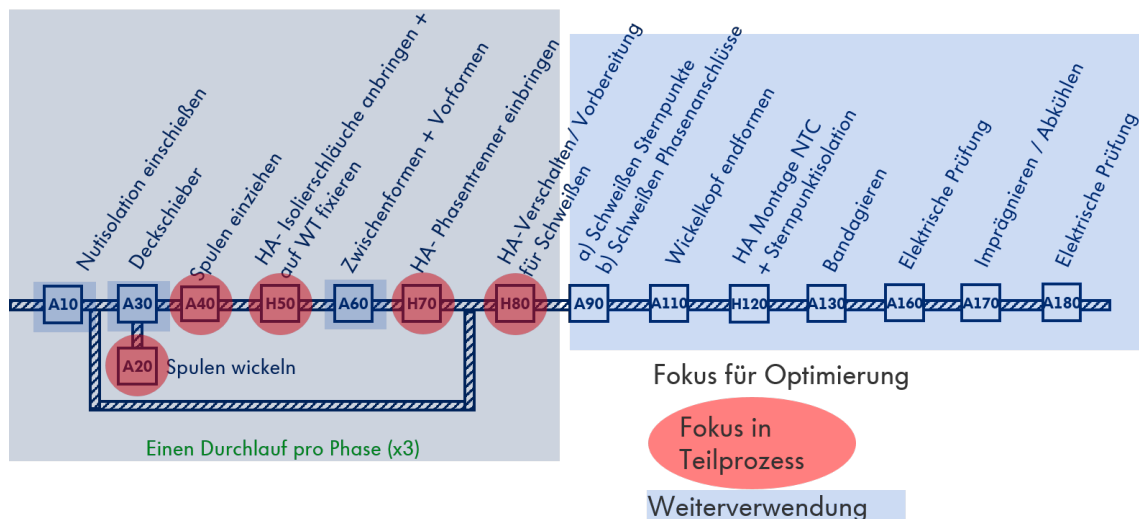 Nutisolation einschießen
Deckschieber
Spulen einziehen
HA- Isolierschläuche anbringen +
auf WT fixieren
Zwischenformen + Vorformen
HA- Phasentrenner einbringen
HA-Verschalten/ Vorbereitung
für Schweißen
a) Schweißen Sternpunkte
b) Schweißen Phasenanschlüsse
Wickelkopf endformen
HA Montage NTC
+ Sternpunktisolation
Bandagieren
Elektrische Prüfung
Imprägnieren / Abkühlen
Elektrische Prüfung
A10
A30
A40
H50
A60
H70
H80
A90
A110
H120
A130
A160
A170
A180
A20
Spulen wickeln
Einen Durchlauf pro Phase (x3)
Fokus für Optimierung
Fokus in
Teilprozess
Weiterverwendung